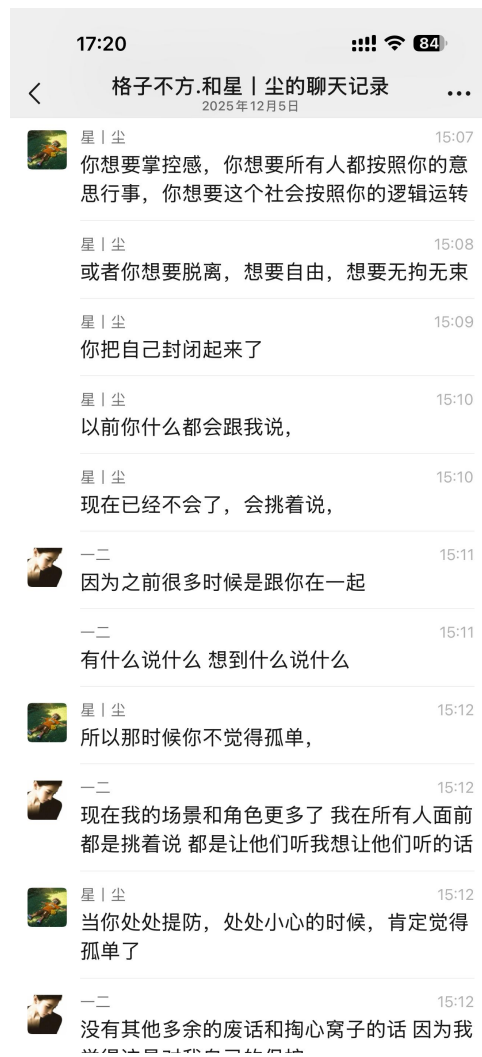 17:20
84
格子不方.和星丨尘的聊天记录
2025年12月5日
星丨尘 15:07
你想要掌控感，你想要所有人都按照你的意
思行事，你想要这个社会按照你的逻辑运转
星丨尘 15:08
或者你想要脱离，想要自由，想要无拘无束
星丨尘 15:09
你把自己封闭起来了
星丨尘 15:10
以前你什么都会跟我说，
星丨尘 15:10
现在已经不会了，会挑着说，
一二 15:11
因为之前很多时候是跟你在一起
一二 15:11
有什么说什么 想到什么说什么
星丨尘 15:12
所以那时候你不觉得孤单，
一二 15:12
现在我的场景和角色更多了 我在所有人面前
都是挑着说 都是让他们听我想让他们听的话
星丨尘 15:12
当你处处提防，处处小心的时候，肯定觉得
孤单了
一二 15:12
没有其他多余的废话和掏心窝子的话 因为我